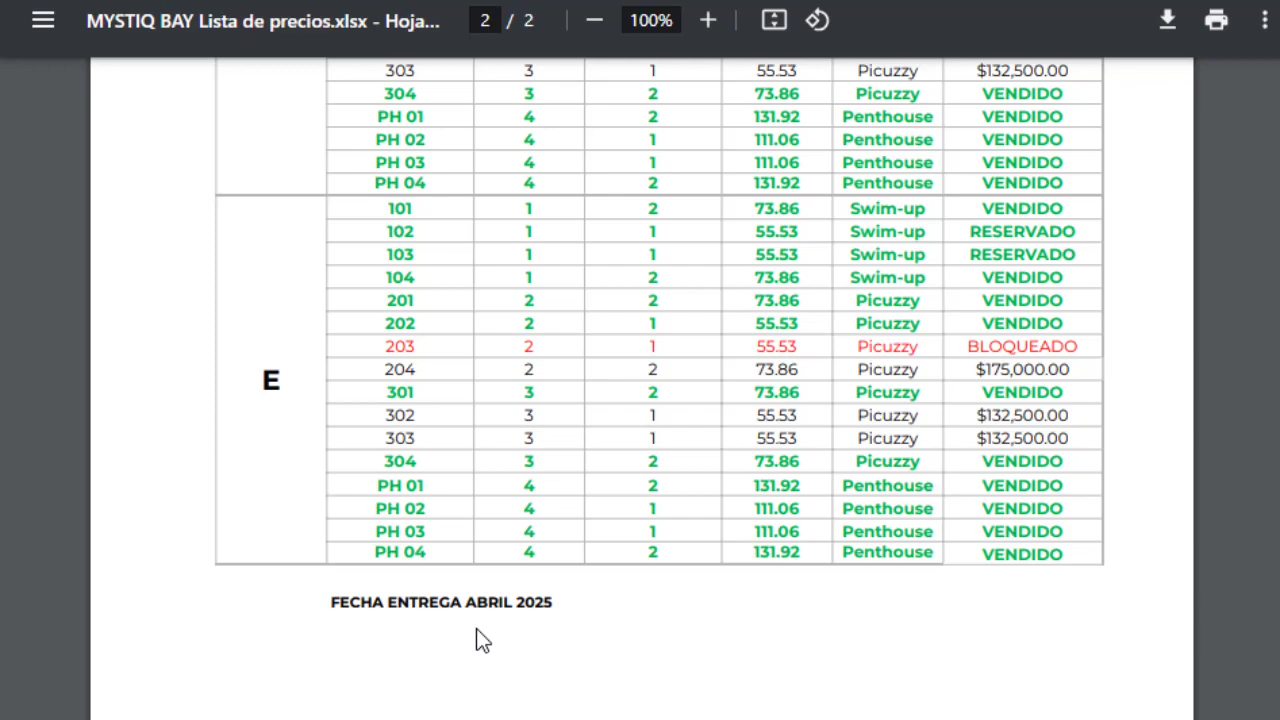 MYSTIQ BAY Lista de precios.xlsx - Hoja... 2 / 2 100%
303 3 1 55.53 Picuzzy $132,500.00
304 3 2 73.86 Picuzzy VENDIDO
PH 01 4 2 131.92 Penthouse VENDIDO
PH 02 4 1 111.06 Penthouse VENDIDO
PH 03 4 1 111.06 Penthouse VENDIDO
PH 04 4 2 131.92 Penthouse VENDIDO
101 1 2 73.86 Swim-up VENDIDO
102 1 1 55.53 Swim-up RESERVADO
103 1 1 55.53 Swim-up RESERVADO
104 1 2 73.86 Swim-up VENDIDO
201 2 2 73.86 Picuzzy VENDIDO
202 2 1 55.53 Picuzzy VENDIDO
203 2 1 55.53 Picuzzy BLOQUEADO
204 2 2 73.86 Picuzzy $175,000.00
E
301 3 2 73.86 Picuzzy VENDIDO
302 3 1 55.53 Picuzzy $132,500.00
303 3 1 55.53 Picuzzy $132,500.00
304 3 2 73.86 Picuzzy VENDIDO
PH 01 4 2 131.92 Penthouse VENDIDO
PH 02 4 1 111.06 Penthouse VENDIDO
PH 03 4 1 111.06 Penthouse VENDIDO
PH 04 4 2 131.92 Penthouse VENDIDO
FECHA ENTREGA ABRIL 2025